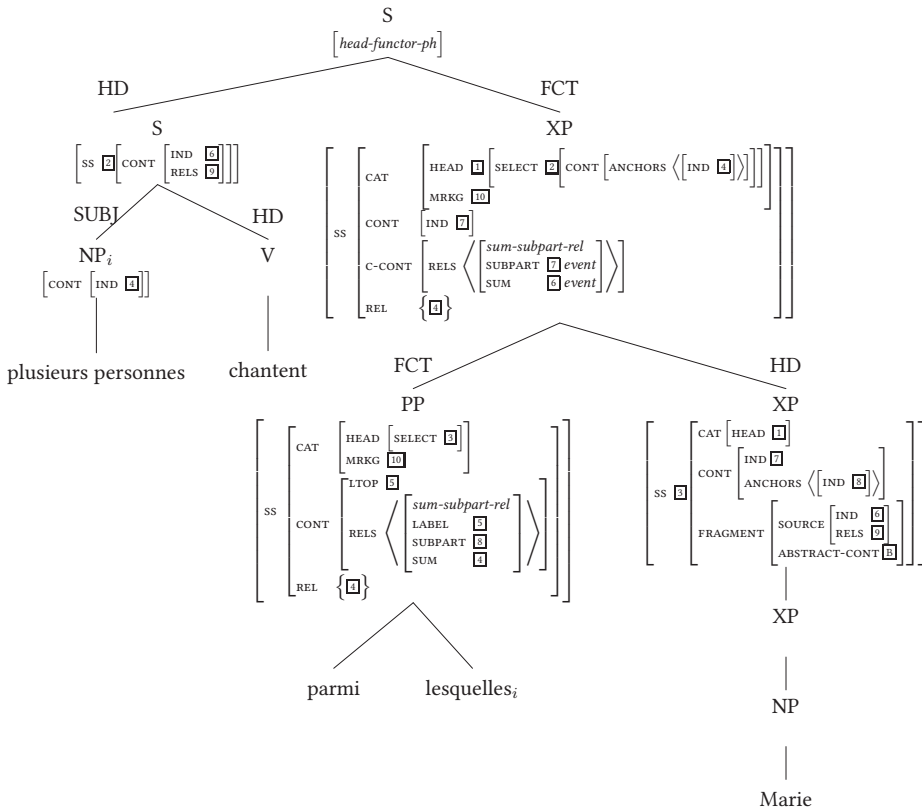 S
[head-functor-ph]
HD FCT
S XP
[SS 2 [CONT [IND 6
RELS 9]]]
[SS [CAT [HEAD 1 [SELECT 2 [CONT [ANCHORS ⟨[IND 4]⟩]]]
MRKG 10]
CONT [IND 7]
C-CONT [RELS ⟨[sum-subpart-rel
SUBPART 7 event
SUM 6 event]⟩]
REL {4}]]
SUBJ HD
NPi V
[CONT [IND 4]]
plusieurs personnes chantent
FCT HD
PP XP
[SS [CAT [HEAD [SELECT 3]
MRKG 10]
CONT [LTOP 5
RELS ⟨[sum-subpart-rel
LABEL 5
SUBPART 8
SUM 4]⟩]
REL {4}]]
[SS 3 [CAT [HEAD 1]
CONT [IND 7
ANCHORS ⟨[IND 8]⟩]
FRAGMENT [SOURCE [IND 6
RELS 9]
ABSTRACT-CONT B]]]
parmi lesquellesi
XP
NP
Marie